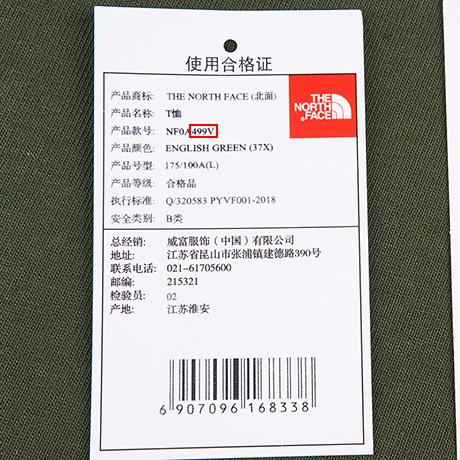 使用合格证
产品商标: THE NORTH FACE (北面)
产品名称: T恤
产品款号: NF0A499V
产品颜色: ENGLISH GREEN (37X)
产品号型: 175/100A(L)
产品等级: 合格品
执行标准: Q/320583 PYVF001-2018
安全类别: B类
THE
NORTH
FACE
总经销: 威富服饰（中国）有限公司
地址: 江苏省昆山市张浦镇建德路390号
联系电话: 021-61705600
邮编: 215321
检验员: 02
产地: 江苏淮安
6 907096 168338